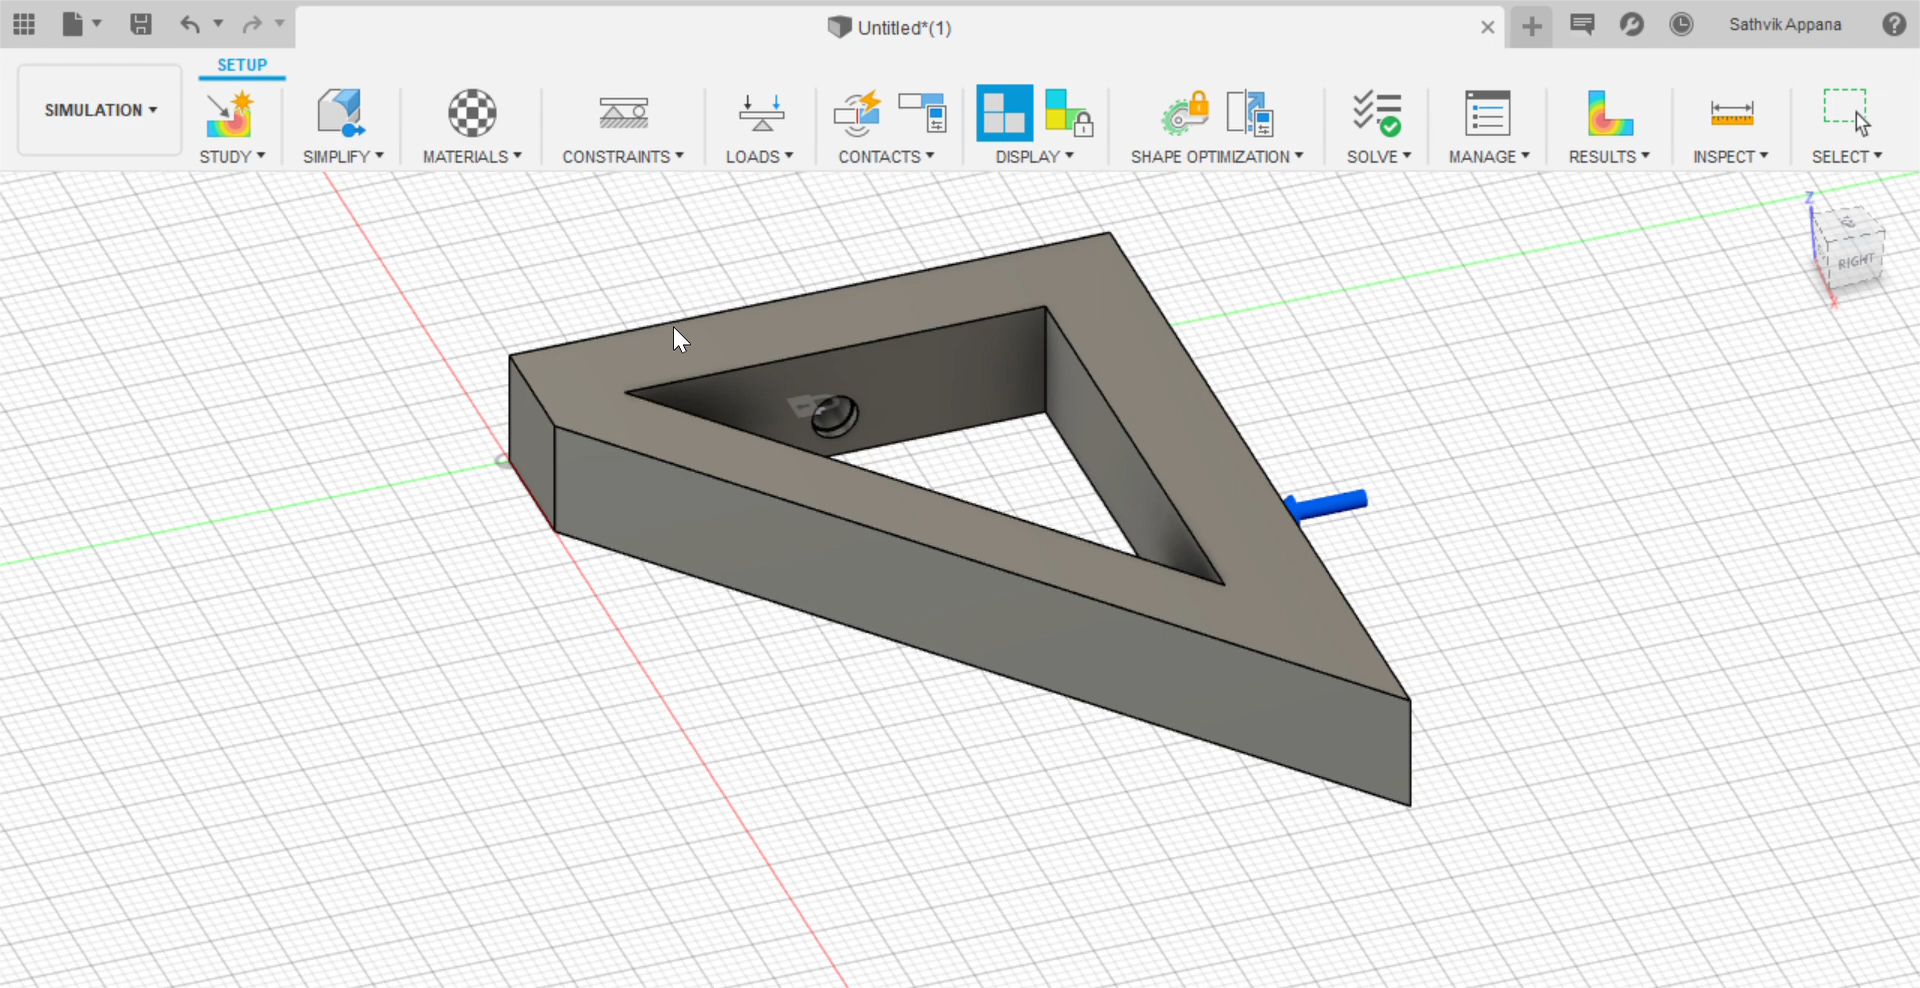 Untitled*(1)
Sathvik Appana
SETUP
SIMULATION
STUDY
SIMPLIFY
MATERIALS
CONSTRAINTS
LOADS
CONTACTS
DISPLAY
SHAPE OPTIMIZATION
SOLVE
MANAGE
RESULTS
INSPECT
SELECT
Z
RIGHT
X